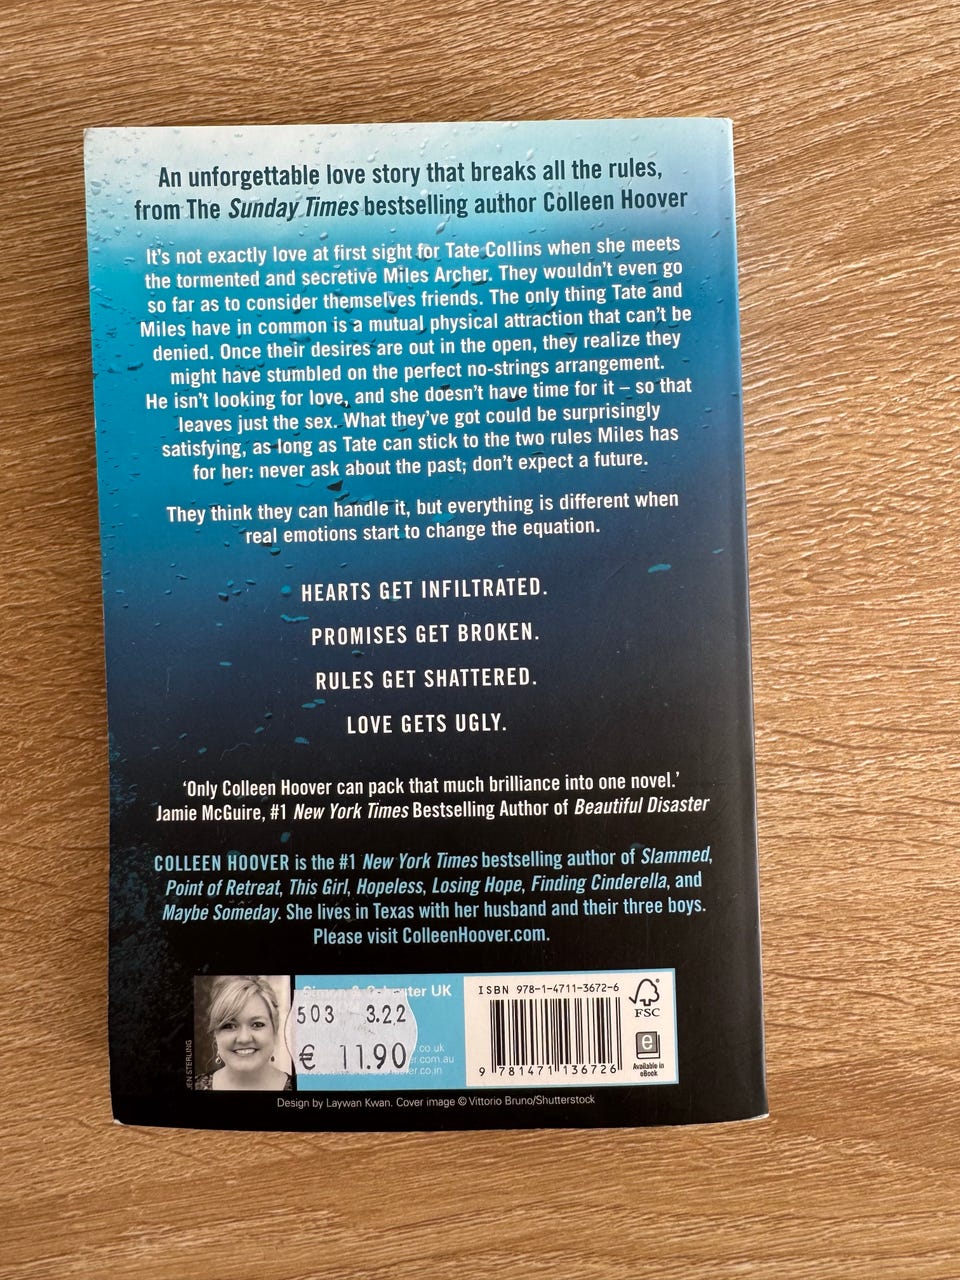 An unforgettable love story that breaks all the rules,
from The Sunday Times bestselling author Colleen Hoover
It's not exactly love at first sight for Tate Collins when she meets
the tormented and secretive Miles Archer. They wouldn't even go
so far as to consider themselves friends. The only thing Tate and
Miles have in common is a mutual physical attraction that can't be
denied. Once their desires are out in the open, they realize they
might have stumbled on the perfect no-strings arrangement.
He isn't looking for love, and she doesn't have time for it – so that
leaves just the sex. What they've got could be surprisingly
satisfying, as long as Tate can stick to the two rules Miles has
for her: never ask about the past; don't expect a future.
They think they can handle it, but everything is different when
real emotions start to change the equation.
HEARTS GET INFILTRATED.
PROMISES GET BROKEN.
RULES GET SHATTERED.
LOVE GETS UGLY.
'Only Colleen Hoover can pack that much brilliance into one novel.'
Jamie McGuire, #1 New York Times Bestselling Author of Beautiful Disaster
COLLEEN HOOVER is the #1 New York Times bestselling author of Slammed,
Point of Retreat, This Girl, Hopeless, Losing Hope, Finding Cinderella, and
Maybe Someday. She lives in Texas with her husband and their three boys.
Please visit ColleenHoover.com.
JEN STERLING
Simon & Schuster UK
503 3.22
€ 11.90
.co.uk
.com.au
.co.in
ISBN 978-1-4711-3672-6
9 781471 136726
FSC
e
Available in
eBook
Design by Laywan Kwan. Cover image © Vittorio Bruno/Shutterstock